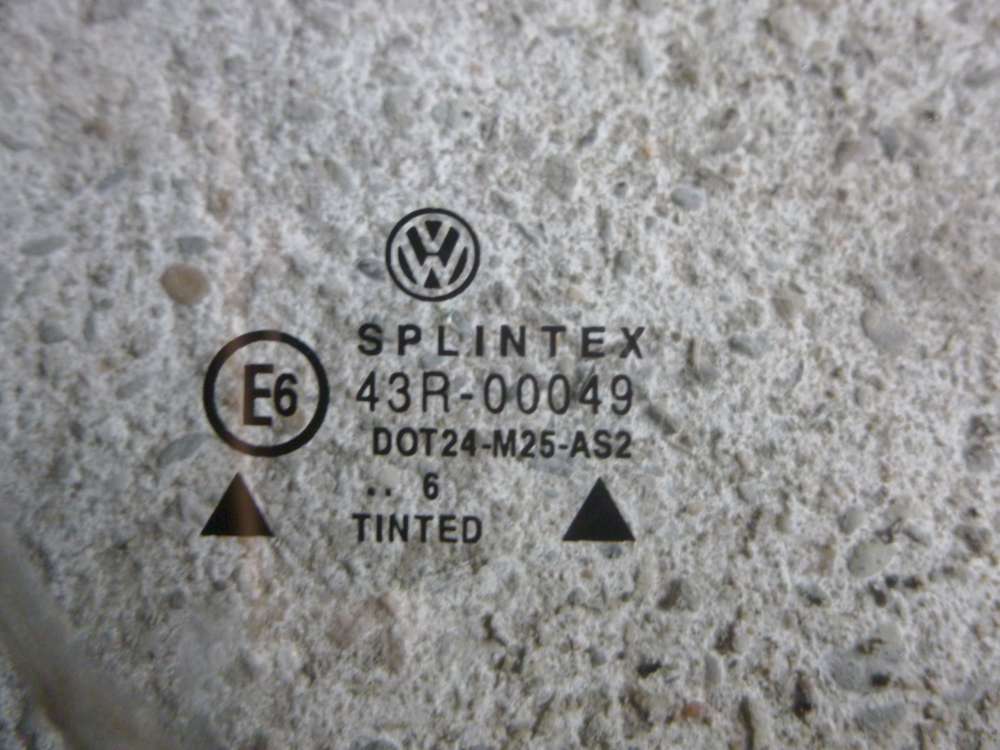 SPLINTEX
E6
43R-00049
DOT24-M25-AS2
.. 6
TINTED